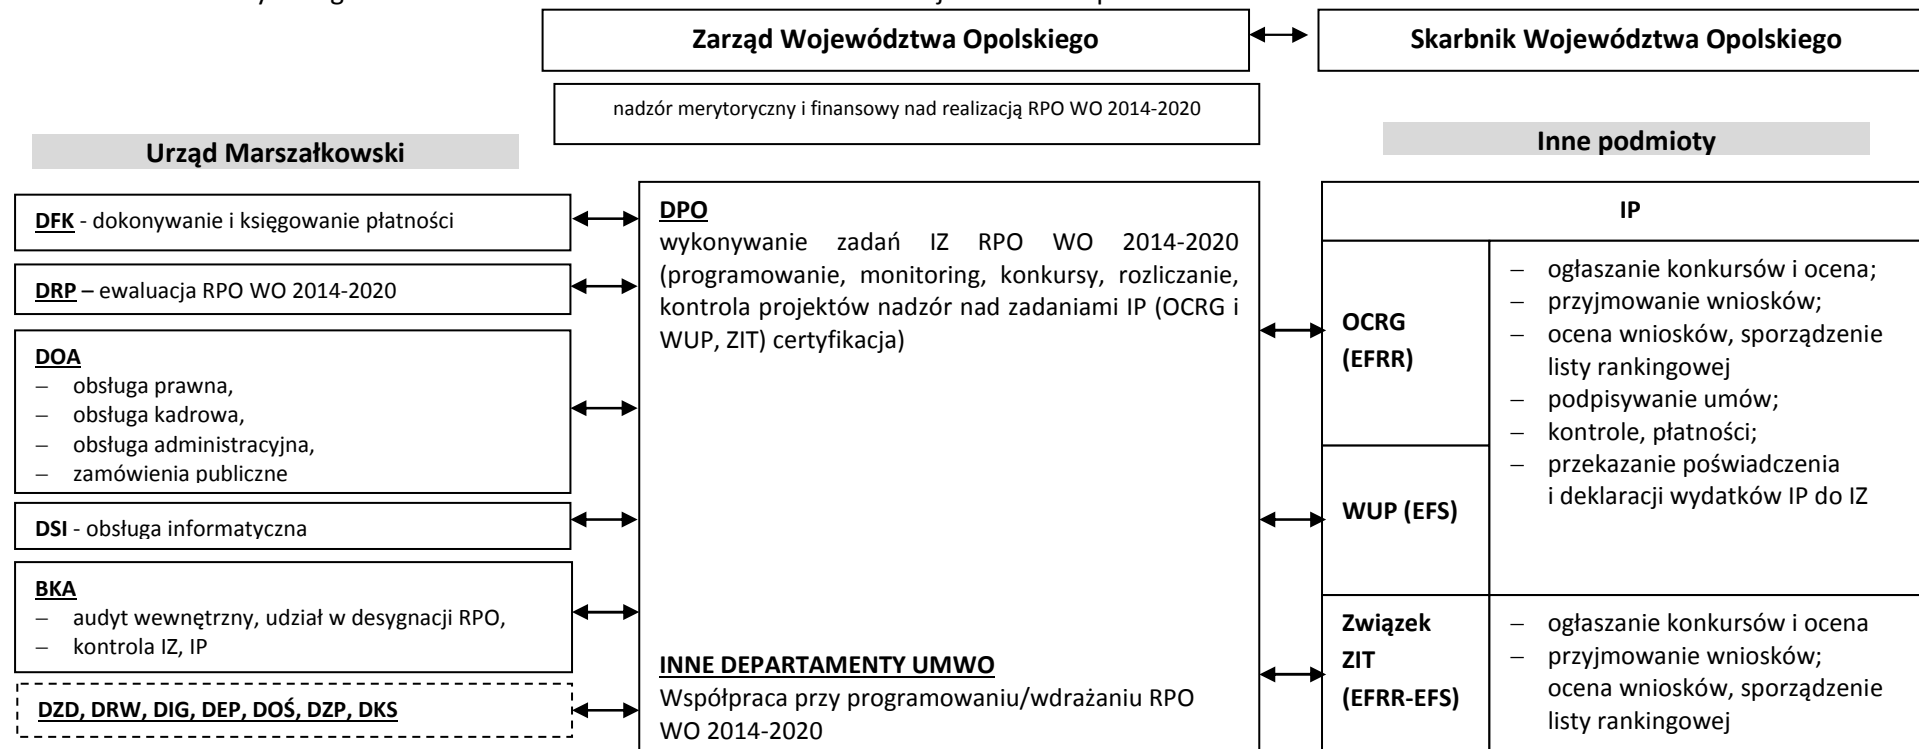 Zarząd Województwa Opolskiego
Skarbnik Województwa Opolskiego
nadzór merytoryczny i finansowy nad realizacją RPO WO 2014-2020
Urząd Marszałkowski
Inne podmioty
DFK - dokonywanie i księgowanie płatności
DRP – ewaluacja RPO WO 2014-2020
DOA
– obsługa prawna,
– obsługa kadrowa,
– obsługa administracyjna,
– zamówienia publiczne
DSI - obsługa informatyczna
BKA
– audyt wewnętrzny, udział w desygnacji RPO,
– kontrola IZ, IP
DZD, DRW, DIG, DEP, DOŚ, DZP, DKS
DPO
wykonywanie zadań IZ RPO WO 2014-2020
(programowanie, monitoring, konkursy, rozliczanie,
kontrola projektów nadzór nad zadaniami IP (OCRG i
WUP, ZIT) certyfikacja)
INNE DEPARTAMENTY UMWO
Współpraca przy programowaniu/wdrażaniu RPO
WO 2014-2020
IP
OCRG
(EFRR)
WUP (EFS)
– ogłaszanie konkursów i ocena;
– przyjmowanie wniosków;
– ocena wniosków, sporządzenie
listy rankingowej
– podpisywanie umów;
– kontrole, płatności;
– przekazanie poświadczenia
i deklaracji wydatków IP do IZ
Związek
ZIT
(EFRR-EFS)
– ogłaszanie konkursów i ocena
– przyjmowanie wniosków;
ocena wniosków, sporządzenie
listy rankingowej